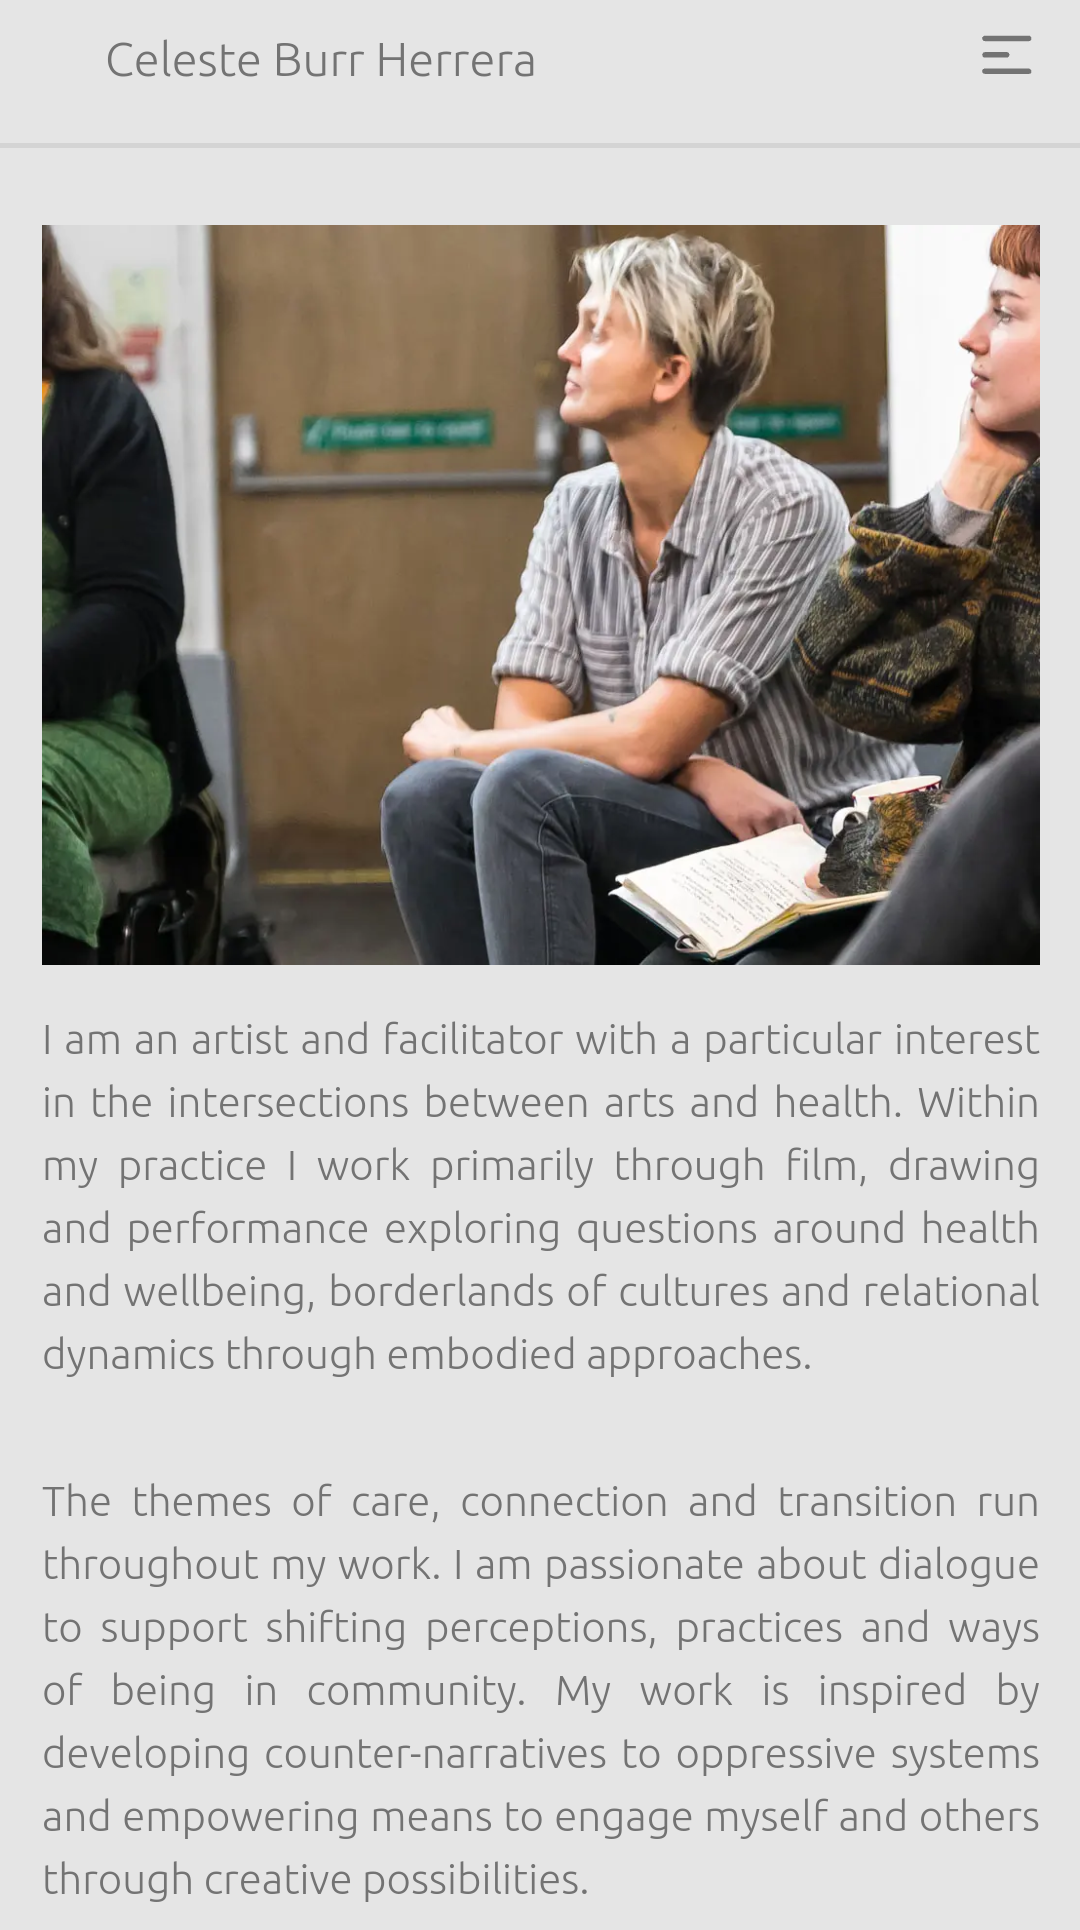 Celeste Burr Herrera
I am an artist and facilitator with a particular interest
in the intersections between arts and health. Within
my practice I work primarily through film, drawing
and performance exploring questions around health
and wellbeing, borderlands of cultures and relational
dynamics through embodied approaches.
The themes of care, connection and transition run
throughout my work. I am passionate about dialogue
to support shifting perceptions, practices and ways
of being in community. My work is inspired by
developing counter-narratives to oppressive systems
and empowering means to engage myself and others
through creative possibilities.